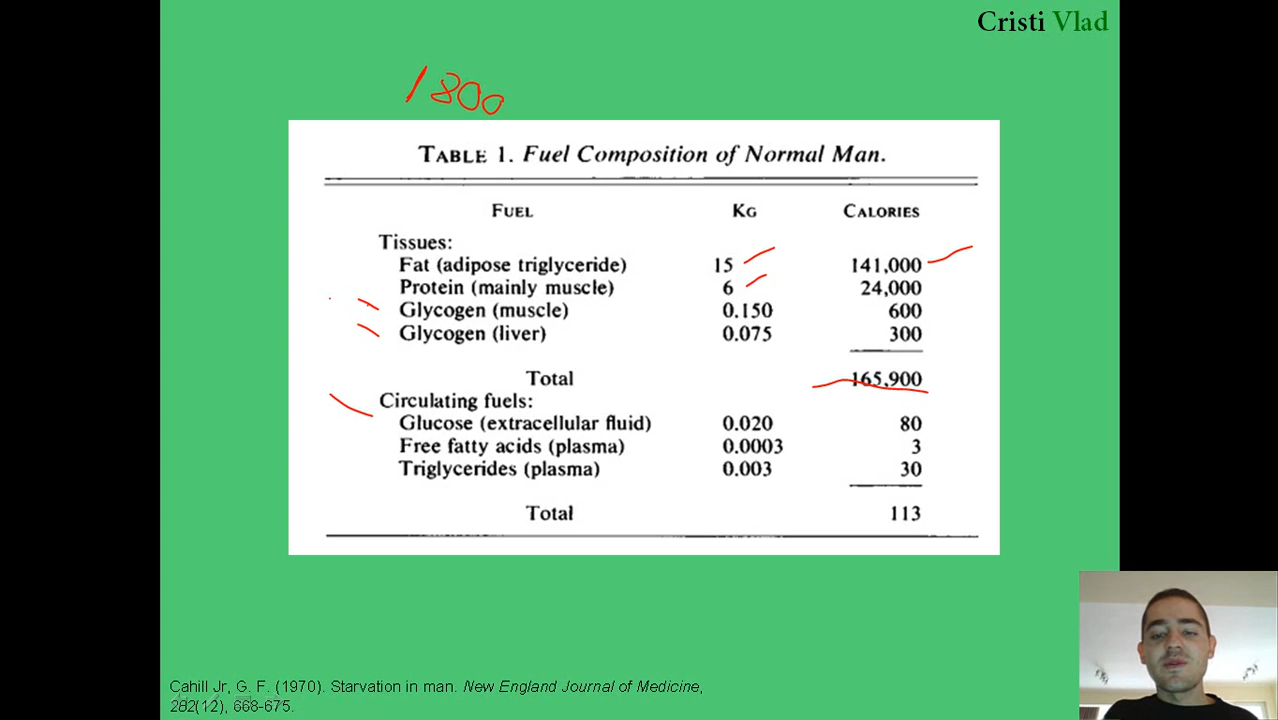 Cristi Vlad
1800
TABLE 1. Fuel Composition of Normal Man.
FUEL KG CALORIES
Tissues:
Fat (adipose triglyceride) 15 141,000
Protein (mainly muscle) 6 24,000
Glycogen (muscle) 0.150 600
Glycogen (liver) 0.075 300
Total 165,900
Circulating fuels:
Glucose (extracellular fluid) 0.020 80
Free fatty acids (plasma) 0.0003 3
Triglycerides (plasma) 0.003 30
Total 113
Cahill Jr, G. F. (1970). Starvation in man. New England Journal of Medicine,
282(12), 668-675.